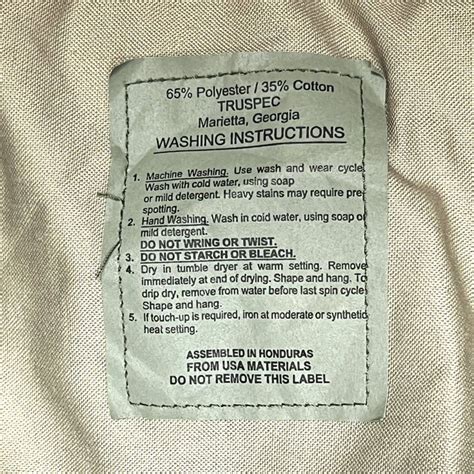 65% Polyester / 35% Cotton
TRUSPEC
Marietta, Georgia
WASHING INSTRUCTIONS
1. Machine Washing. Use wash and wear cycle
Wash with cold water, using soap
or mild detergent. Heavy stains may require pre-
spotting.
2. Hand Washing. Wash in cold water, using soap or
mild detergent.
DO NOT WRING OR TWIST.
3. DO NOT STARCH OR BLEACH.
4. Dry in tumble dryer at warm setting. Remove
immediately at end of drying. Shape and hang. To
drip dry, remove from water before last spin cycle
Shape and hang.
5. If touch-up is required, iron at moderate or synthetic
heat setting.
ASSEMBLED IN HONDURAS
FROM USA MATERIALS
DO NOT REMOVE THIS LABEL